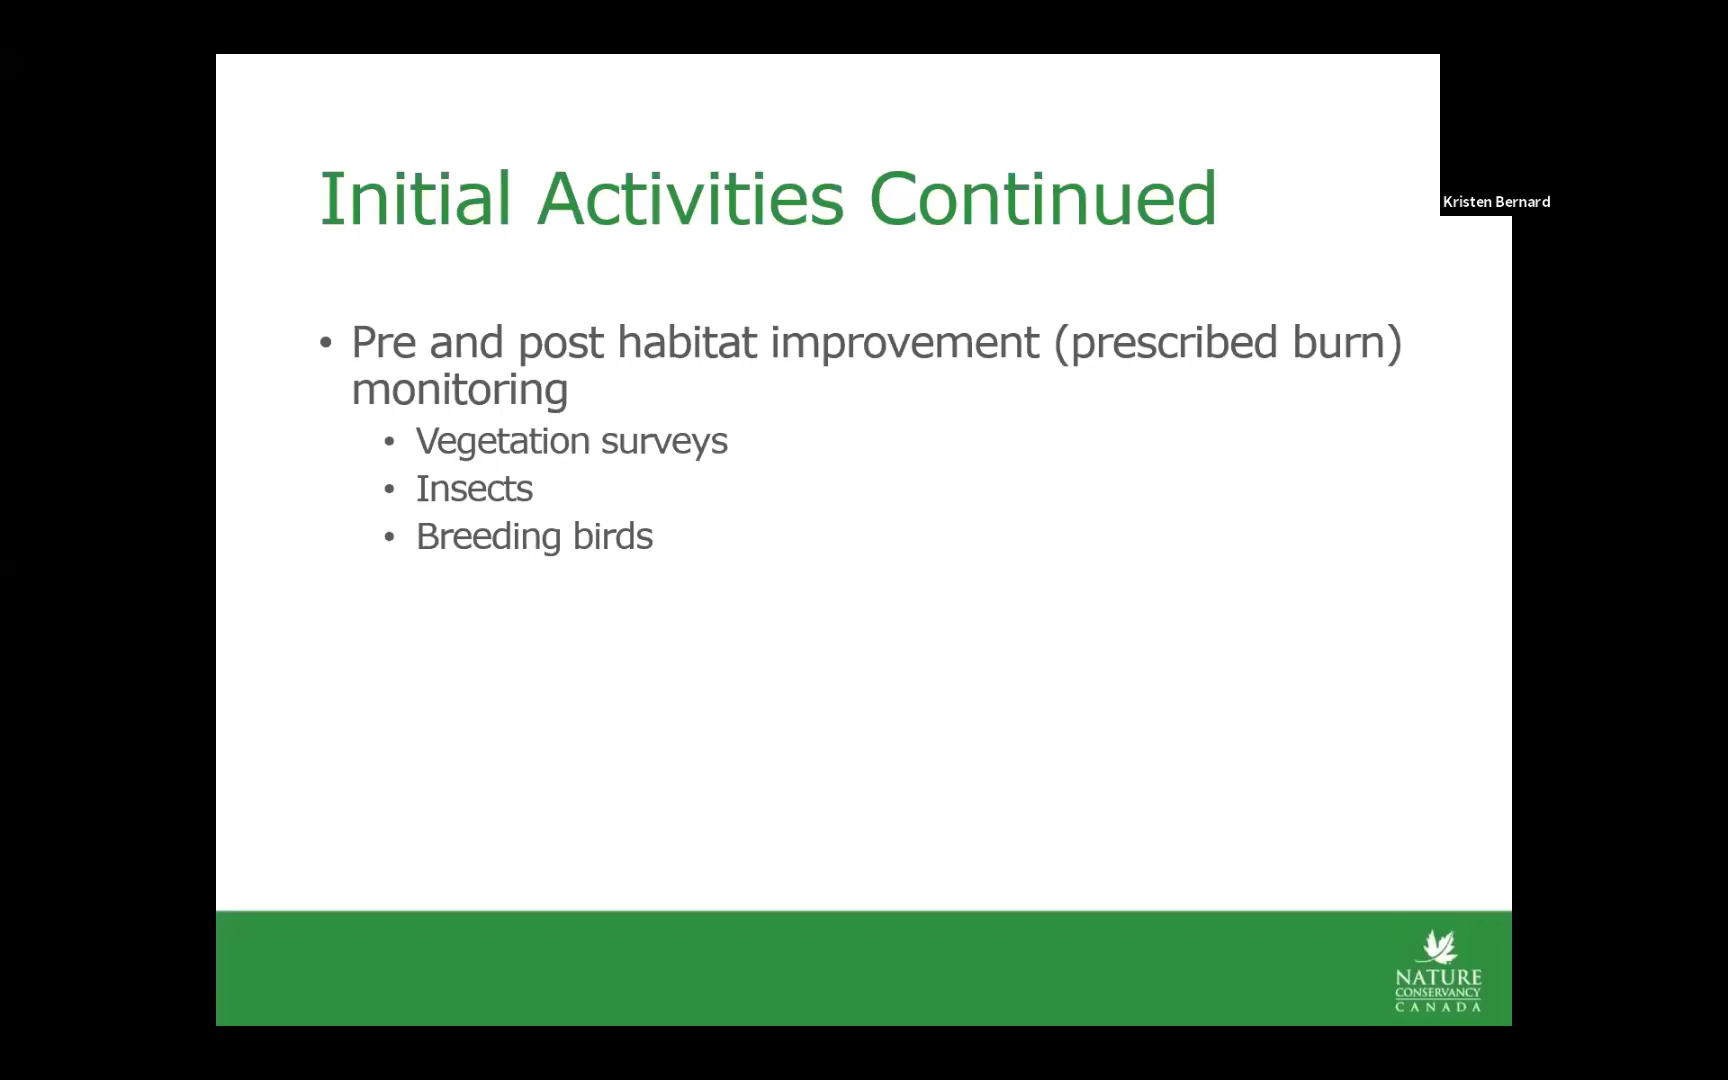 Initial Activities Continued
Kristen Bernard
• Pre and post habitat improvement (prescribed burn)
monitoring
• Vegetation surveys
• Insects
• Breeding birds
NATURE
CONSERVANCY
CANADA